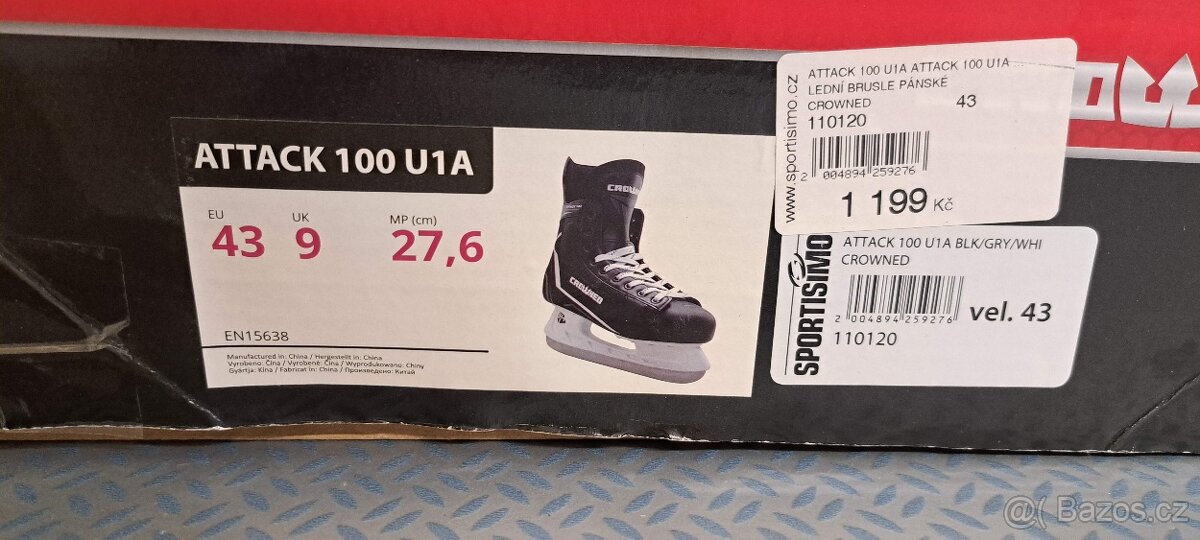 ATTACK 100 U1A
EU UK MP (cm)
43 9 27,6
EN15638
Manufactured in: China / Hergestellt in: China
Vyrobeno: Čína / Vyrobené: Čína / Wyprodukowano: Chiny
Gyártja: Kína / Fabricat în: China / Произведено: Китай
CROWNED
CROWNED
www.sportisimo.cz
ATTACK 100 U1A ATTACK 100 U1A ...
LEDNÍ BRUSLE PÁNSKÉ
CROWNED 43
110120
2 004894 259276
1 199 Kč
SPORTISIMO
ATTACK 100 U1A BLK/GRY/WHI
CROWNED
2 004894 259276
vel. 43
110120
@ Bazos.cz